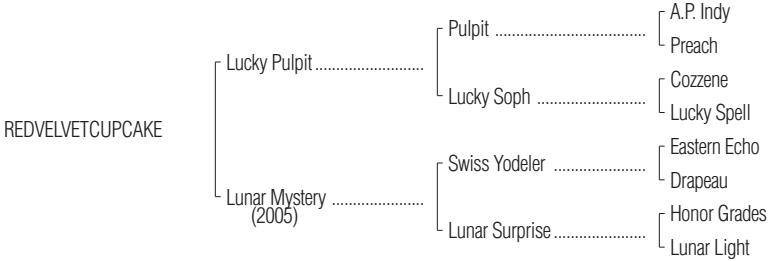 A.P. Indy
Pulpit ......................................
Preach
Lucky Pulpit ..........................
Cozzene
Lucky Soph ...........................
Lucky Spell
REDVELVETCUPCAKE
Eastern Echo
Swiss Yodeler .......................
Drapeau
Lunar Mystery .......................
(2005)
Honor Grades
Lunar Surprise .......................
Lunar Light